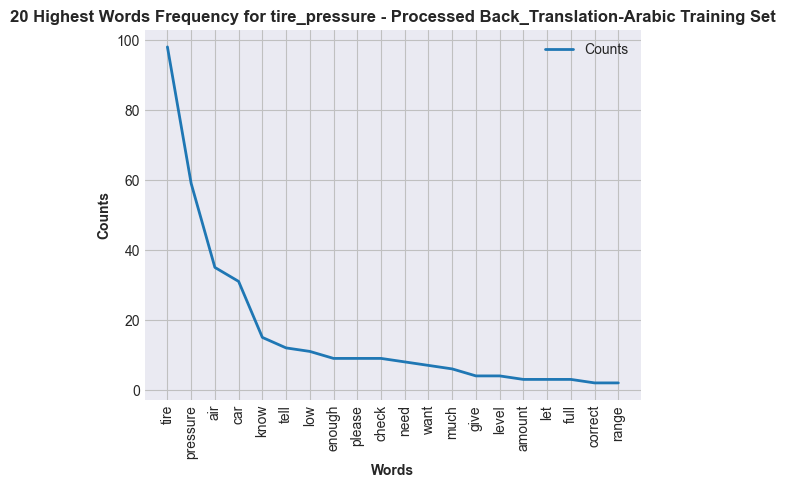 20 Highest Words Frequency for tire_pressure - Processed Back_Translation-Arabic Training Set
Counts
100
80
60
40
20
0
Counts
tire
pressure
air
car
know
tell
low
enough
please
check
need
want
much
give
level
amount
let
full
correct
range
Words